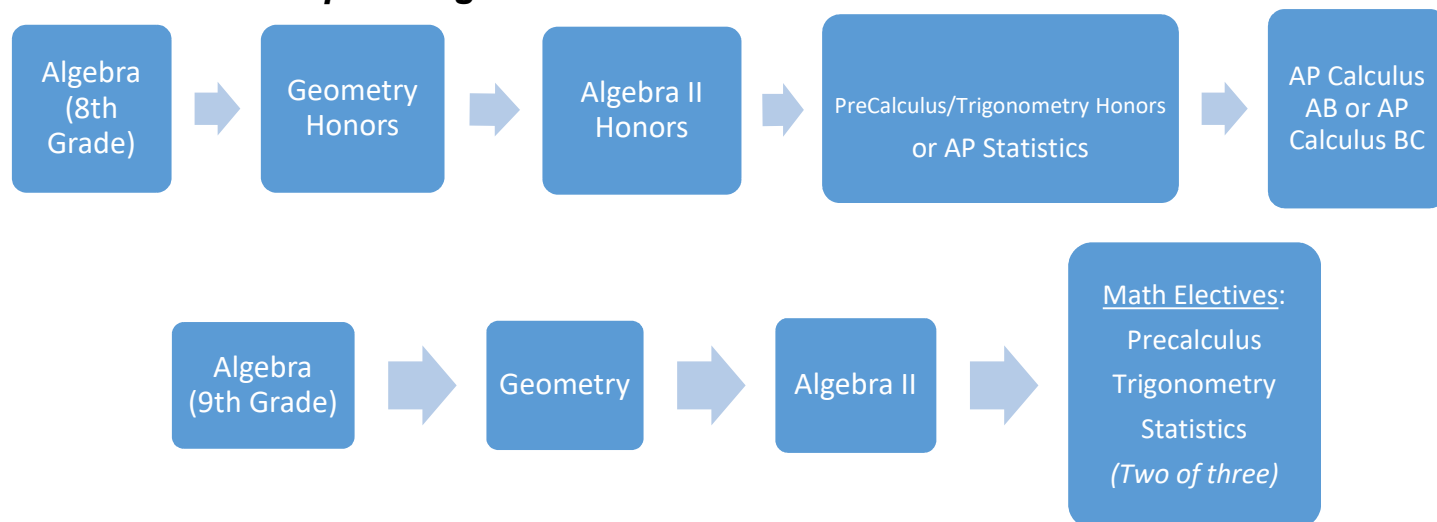 Algebra
(8th
Grade)
Geometry
Honors
Algebra II
Honors
PreCalculus/Trigonometry Honors
or AP Statistics
AP Calculus
AB or AP
Calculus BC
Algebra
(9th Grade)
Geometry
Algebra II
Math Electives:
Precalculus
Trigonometry
Statistics
(Two of three)